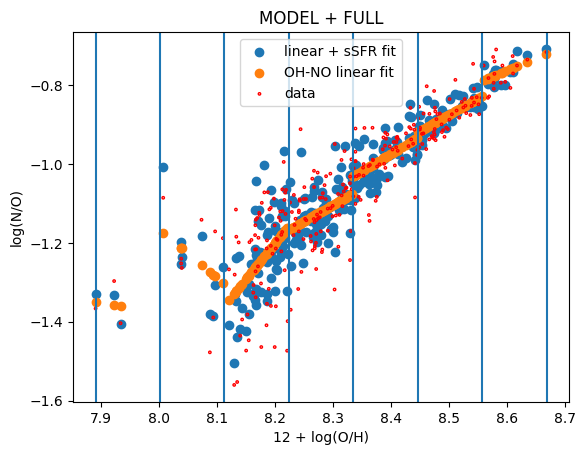 MODEL + FULL
linear + sSFR fit
OH-NO linear fit
data
log(N/O)
−0.8
−1.0
−1.2
−1.4
−1.6
7.9 8.0 8.1 8.2 8.3 8.4 8.5 8.6 8.7
12 + log(O/H)